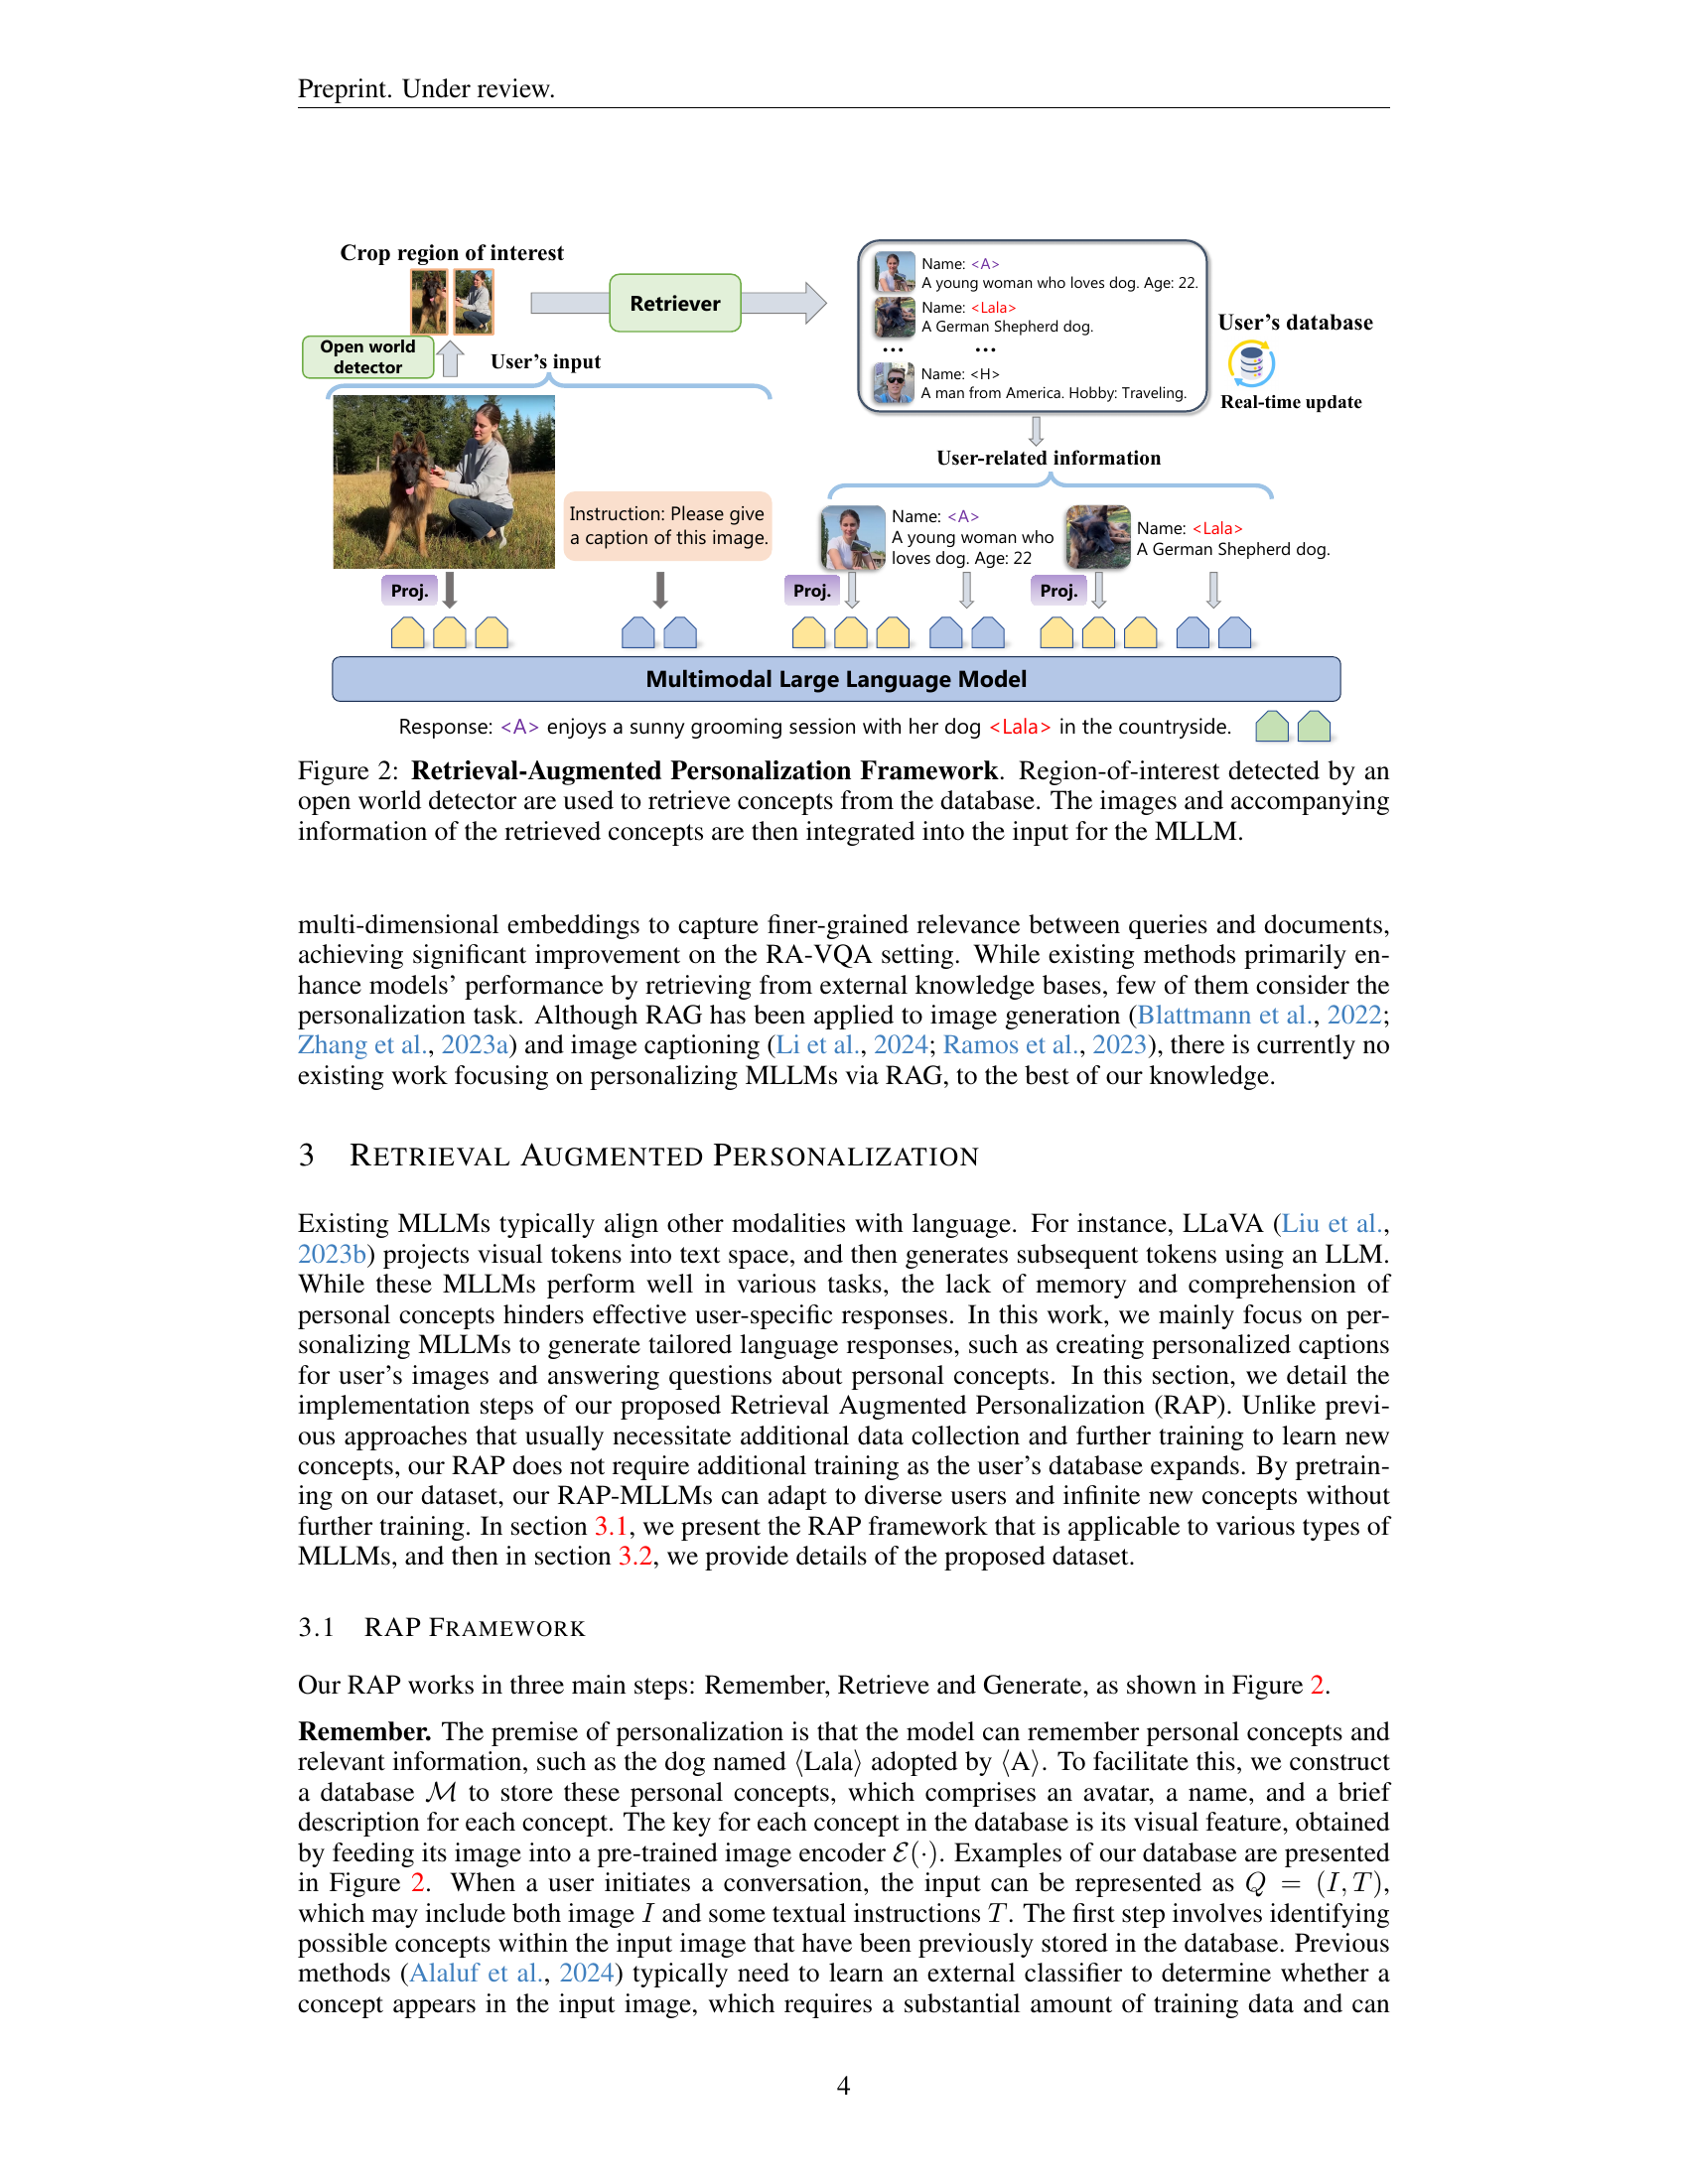 Preprint. Under review.
Crop region of interest
Retriever
Open world
detector
User's input
Name: <A>
A young woman who loves dog. Age: 22.
Name: <Lala>
A German Shepherd dog.
... ...
Name: <H>
A man from America. Hobby: Traveling.
User's database
Real-time update
User-related information
Instruction: Please give
a caption of this image.
Name: <A>
A young woman who
loves dog. Age: 22
Name: <Lala>
A German Shepherd dog.
Proj.
Proj.
Proj.
Multimodal Large Language Model
Response: <A> enjoys a sunny grooming session with her dog <Lala> in the countryside.
Figure 2: Retrieval-Augmented Personalization Framework. Region-of-interest detected by an
open world detector are used to retrieve concepts from the database. The images and accompanying
information of the retrieved concepts are then integrated into the input for the MLLM.
multi-dimensional embeddings to capture finer-grained relevance between queries and documents,
achieving significant improvement on the RA-VQA setting. While existing methods primarily en-
hance models' performance by retrieving from external knowledge bases, few of them consider the
personalization task. Although RAG has been applied to image generation (Blattmann et al., 2022;
Zhang et al., 2023a) and image captioning (Li et al., 2024; Ramos et al., 2023), there is currently no
existing work focusing on personalizing MLLMs via RAG, to the best of our knowledge.
3 RETRIEVAL AUGMENTED PERSONALIZATION
Existing MLLMs typically align other modalities with language. For instance, LLaVA (Liu et al.,
2023b) projects visual tokens into text space, and then generates subsequent tokens using an LLM.
While these MLLMs perform well in various tasks, the lack of memory and comprehension of
personal concepts hinders effective user-specific responses. In this work, we mainly focus on per-
sonalizing MLLMs to generate tailored language responses, such as creating personalized captions
for user's images and answering questions about personal concepts. In this section, we detail the
implementation steps of our proposed Retrieval Augmented Personalization (RAP). Unlike previ-
ous approaches that usually necessitate additional data collection and further training to learn new
concepts, our RAP does not require additional training as the user's database expands. By pretrain-
ing on our dataset, our RAP-MLLMs can adapt to diverse users and infinite new concepts without
further training. In section 3.1, we present the RAP framework that is applicable to various types of
MLLMs, and then in section 3.2, we provide details of the proposed dataset.
3.1 RAP FRAMEWORK
Our RAP works in three main steps: Remember, Retrieve and Generate, as shown in Figure 2.
Remember. The premise of personalization is that the model can remember personal concepts and
relevant information, such as the dog named ⟨Lala⟩ adopted by ⟨A⟩. To facilitate this, we construct
a database ℳ to store these personal concepts, which comprises an avatar, a name, and a brief
description for each concept. The key for each concept in the database is its visual feature, obtained
by feeding its image into a pre-trained image encoder ℰ(·). Examples of our database are presented
in Figure 2. When a user initiates a conversation, the input can be represented as Q = (I, T),
which may include both image I and some textual instructions T. The first step involves identifying
possible concepts within the input image that have been previously stored in the database. Previous
methods (Alaluf et al., 2024) typically need to learn an external classifier to determine whether a
concept appears in the input image, which requires a substantial amount of training data and can
4